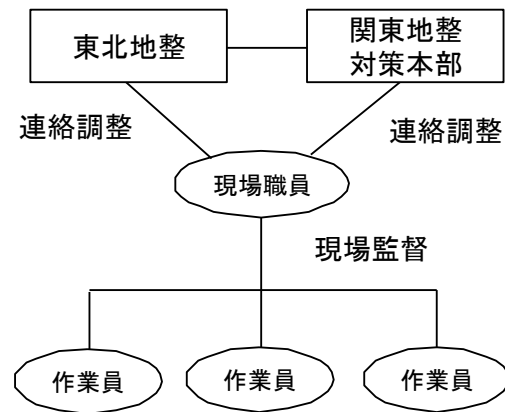 東北地整
関東地整
対策本部
連絡調整
連絡調整
現場職員
現場監督
作業員
作業員
作業員